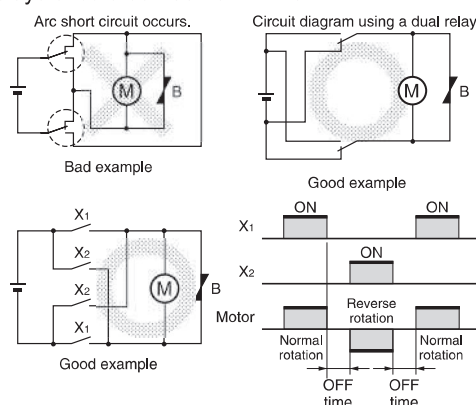 Arc short circuit occurs.
M
B
Bad example
Circuit diagram using a dual relay
M
B
Good example
X1
X2
X2
X1
M
B
Good example
ON
ON
X1
ON
X2
Reverse
rotation
Motor
Normal
rotation
Normal
rotation
OFF
time
OFF
time